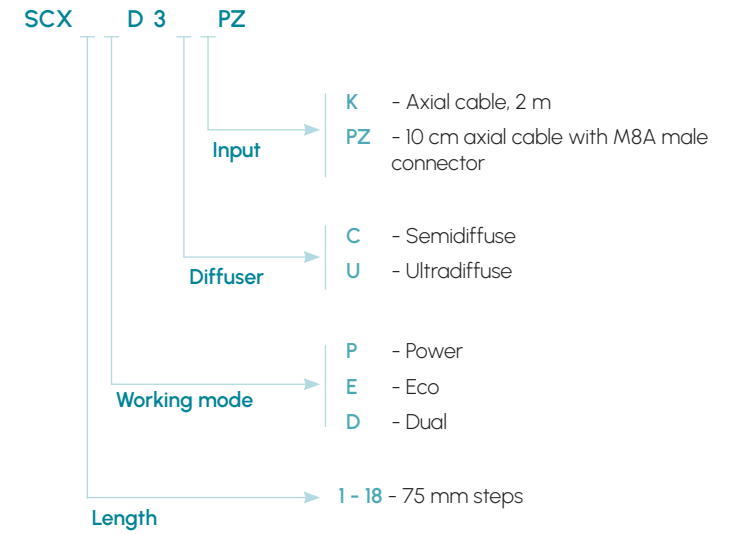 SCX D 3 PZ
K - Axial cable, 2 m
PZ - 10 cm axial cable with M8A male
connector
Input
C - Semidiffuse
U - Ultradiffuse
Diffuser
P - Power
E - Eco
D - Dual
Working mode
1 - 18 - 75 mm steps
Length